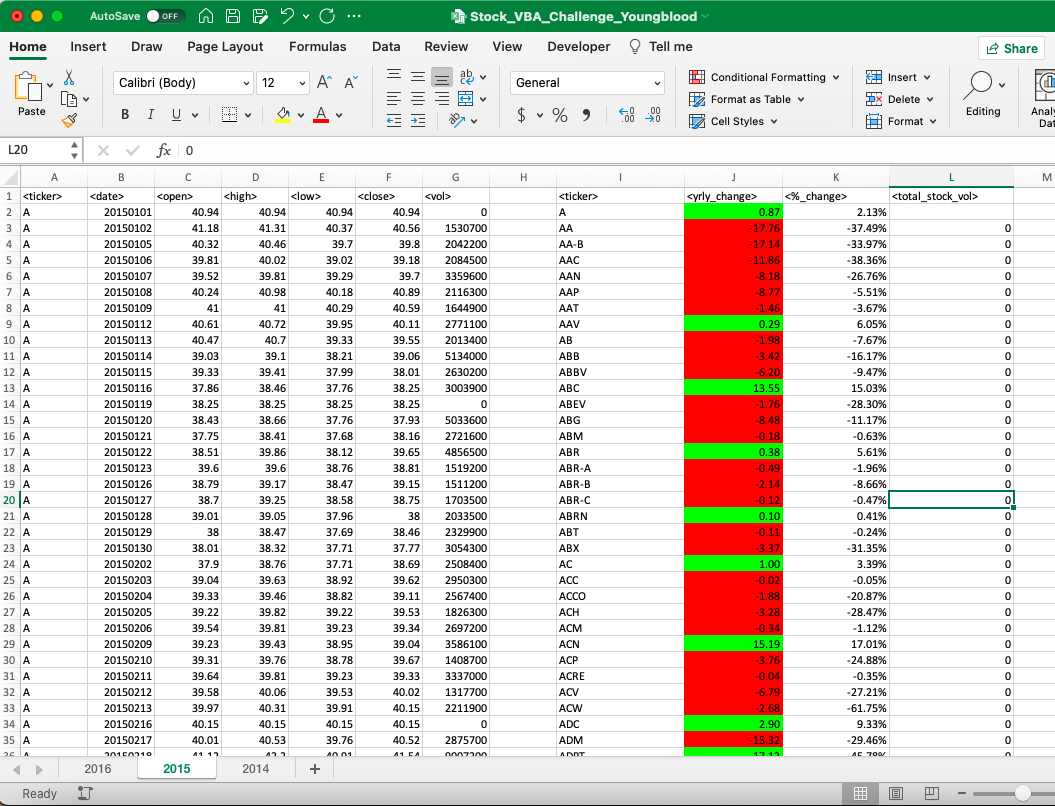 AutoSave OFF Stock_VBA_Challenge_Youngblood
Home Insert Draw Page Layout Formulas Data Review View Developer Tell me Share
Paste Calibri (Body) 12 A A General Conditional Formatting Insert
B I U A $ % Format as Table Delete Editing
Cell Styles Format
L20 fx 0
A B C D E F G H I J K L M
1 <ticker> <date> <open> <high> <low> <close> <vol> <ticker> <yrly_change> <%_change> <total_stock_vol>
2 A 20150101 40.94 40.94 40.94 40.94 0 A 0.87 2.13%
3 A 20150102 41.18 41.31 40.37 40.56 1530700 AA -17.76 -37.49% 0
4 A 20150105 40.32 40.46 39.7 39.8 2042200 AA-B -17.14 -33.97% 0
5 A 20150106 39.81 40.02 39.02 39.18 2084500 AAC -11.86 -38.36% 0
6 A 20150107 39.52 39.81 39.29 39.7 3359600 AAN -8.18 -26.76% 0
7 A 20150108 40.24 40.98 40.18 40.89 2116300 AAP -8.77 -5.51% 0
8 A 20150109 41 41 40.29 40.59 1644900 AAT -1.46 -3.67% 0
9 A 20150112 40.61 40.72 39.95 40.11 2771100 AAV 0.29 6.05% 0
10 A 20150113 40.47 40.7 39.33 39.55 2013400 AB -1.98 -7.67% 0
11 A 20150114 39.03 39.1 38.21 39.06 5134000 ABB -3.42 -16.17% 0
12 A 20150115 39.33 39.41 37.99 38.01 2630200 ABBV -6.20 -9.47% 0
13 A 20150116 37.86 38.46 37.76 38.25 3003900 ABC 13.55 15.03% 0
14 A 20150119 38.25 38.25 38.25 38.25 0 ABEV -1.76 -28.30% 0
15 A 20150120 38.43 38.66 37.76 37.93 5033600 ABG -8.48 -11.17% 0
16 A 20150121 37.75 38.41 37.68 38.16 2721600 ABM -0.18 -0.63% 0
17 A 20150122 38.51 39.86 38.12 39.65 4856500 ABR 0.38 5.61% 0
18 A 20150123 39.6 39.6 38.76 38.81 1519200 ABR-A -0.49 -1.96% 0
19 A 20150126 38.79 39.17 38.47 39.15 1511200 ABR-B -2.14 -8.66% 0
20 A 20150127 38.7 39.25 38.58 38.75 1703500 ABR-C -0.12 -0.47% 0
21 A 20150128 39.01 39.05 37.96 38 2033500 ABRN 0.10 0.41% 0
22 A 20150129 38 38.47 37.69 38.46 2329900 ABT -0.11 -0.24% 0
23 A 20150130 38.01 38.32 37.71 37.77 3054300 ABX -3.37 -31.35% 0
24 A 20150202 37.9 38.76 37.71 38.69 2508400 AC 1.00 3.39% 0
25 A 20150203 39.04 39.63 38.92 39.62 2950300 ACC -0.02 -0.05% 0
26 A 20150204 39.33 39.46 38.82 39.11 2567400 ACCO -1.88 -20.87% 0
27 A 20150205 39.22 39.82 39.22 39.53 1826300 ACH -3.28 -28.47% 0
28 A 20150206 39.54 39.81 39.23 39.34 2697200 ACM -0.34 -1.12% 0
29 A 20150209 39.23 39.43 38.95 39.04 3586100 ACN 15.19 17.01% 0
30 A 20150210 39.31 39.76 38.78 39.67 1408700 ACP -3.76 -24.88% 0
31 A 20150211 39.64 39.81 39.23 39.33 3337000 ACRE -0.04 -0.35% 0
32 A 20150212 39.58 40.06 39.53 40.02 1317700 ACV -6.79 -27.21% 0
33 A 20150213 39.97 40.31 39.91 40.15 2211900 ACW -2.68 -61.75% 0
34 A 20150216 40.15 40.15 40.15 40.15 0 ADC 2.90 9.33% 0
35 A 20150217 40.01 40.53 39.76 40.52 2875700 ADM -15.32 -29.46% 0
2016 2015 2014 +
Ready